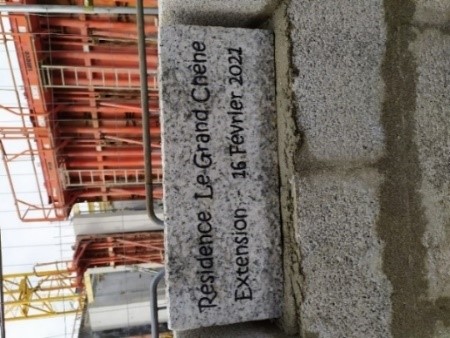 Résidence Le Grand Chêne
Extension - 16 Février 2021